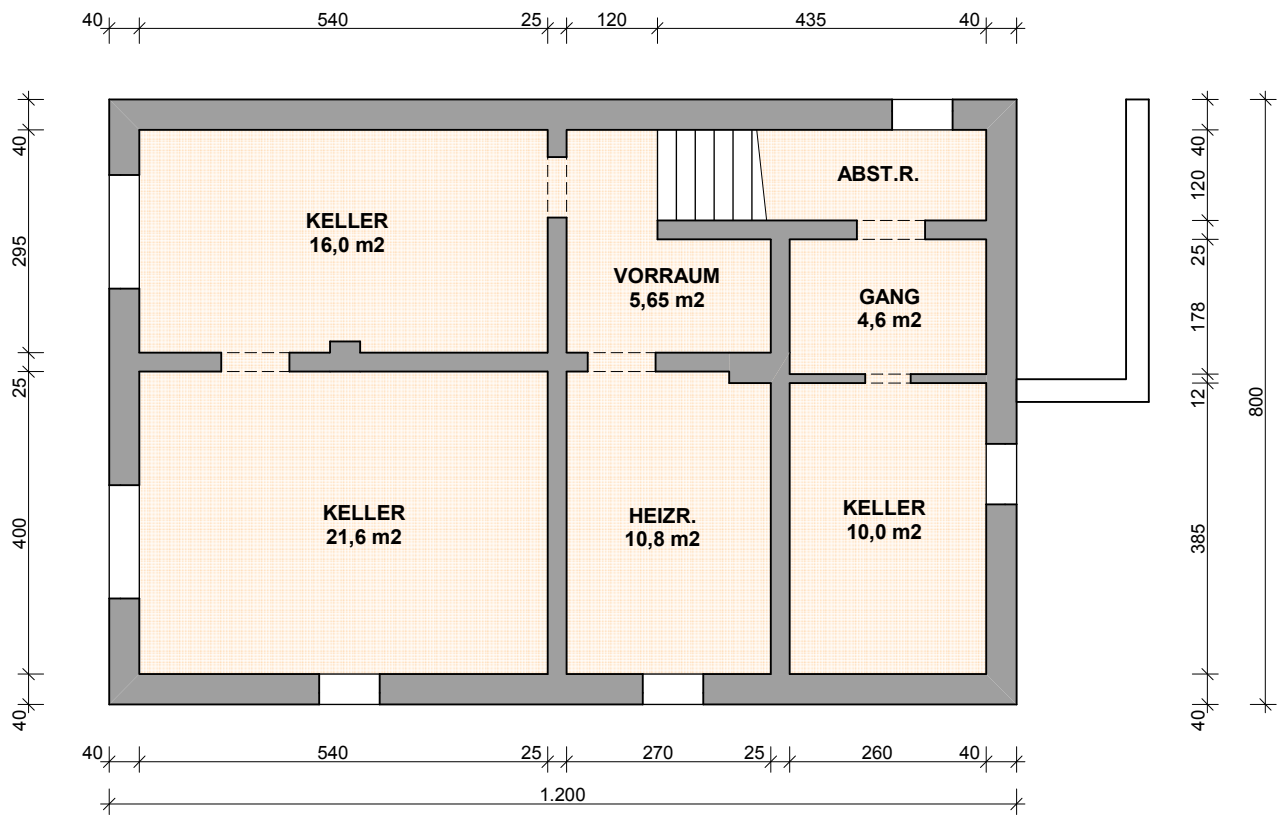 40 540 25 120 435 40
ABST.R.
KELLER
16,0 m2
VORRAUM
5,65 m2
GANG
4,6 m2
KELLER
21,6 m2
HEIZR.
10,8 m2
KELLER
10,0 m2
40
295
25
400
40
40
120
25
178
12
385
40
800
40 540 25 270 25 260 40
1.200